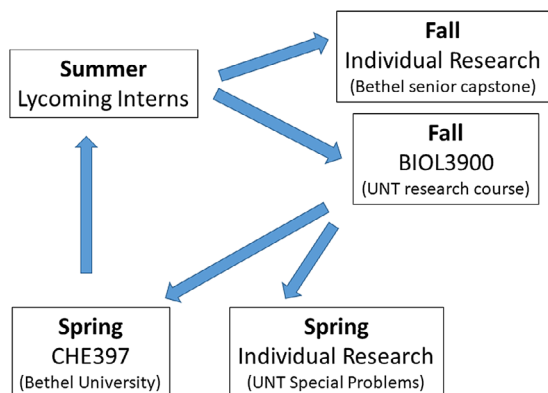 Summer
Lycoming Interns
Fall
Individual Research
(Bethel senior capstone)
Fall
BIOL3900
(UNT research course)
Spring
CHE397
(Bethel University)
Spring
Individual Research
(UNT Special Problems)